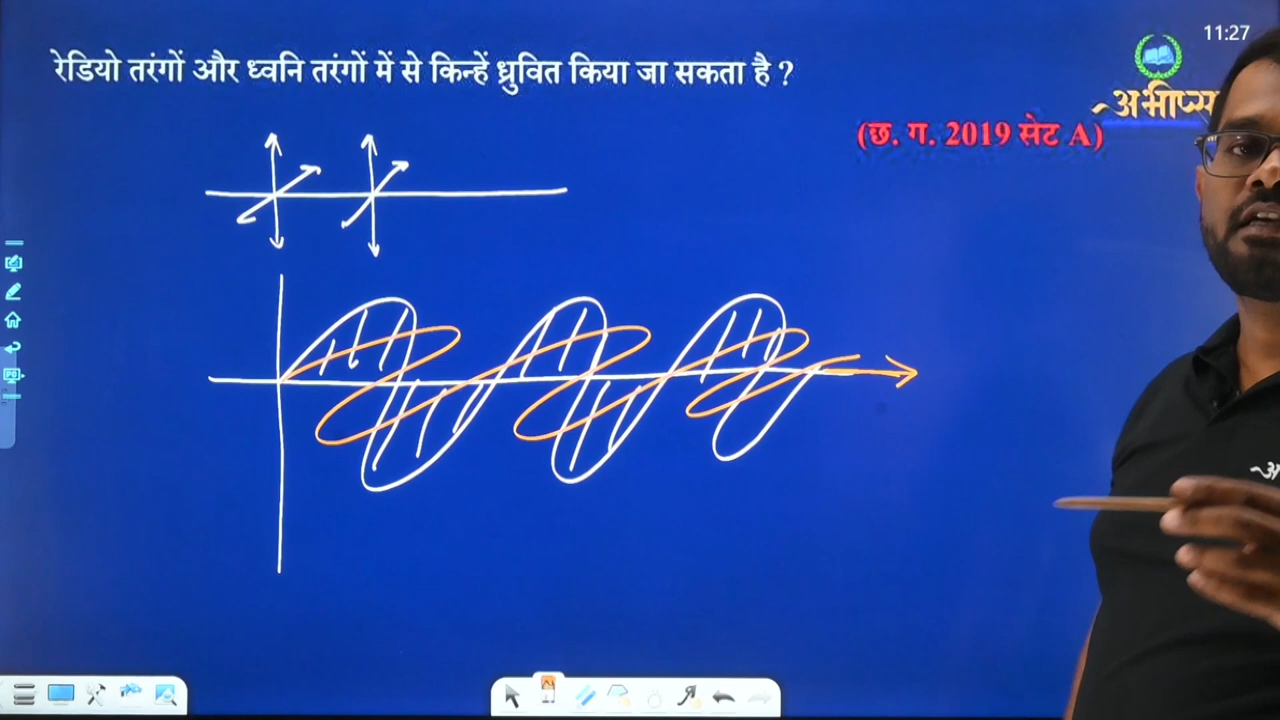 11:27
रेडियो तरंगों और ध्वनि तरंगों में से किन्हें ध्रुवित किया जा सकता है ?
(छ. ग. 2019 सेट A)